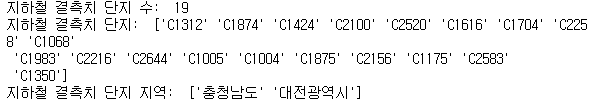 지하철 결측치 단지 수:  19
지하철 결측치 단지:  ['C1312' 'C1874' 'C1424' 'C2100' 'C2520' 'C1616' 'C1704' 'C225
8' 'C1068'
 'C1983' 'C2216' 'C2644' 'C1005' 'C1004' 'C1875' 'C2156' 'C1175' 'C2583'
 'C1350']
지하철 결측치 단지 지역:  ['충청남도' '대전광역시']